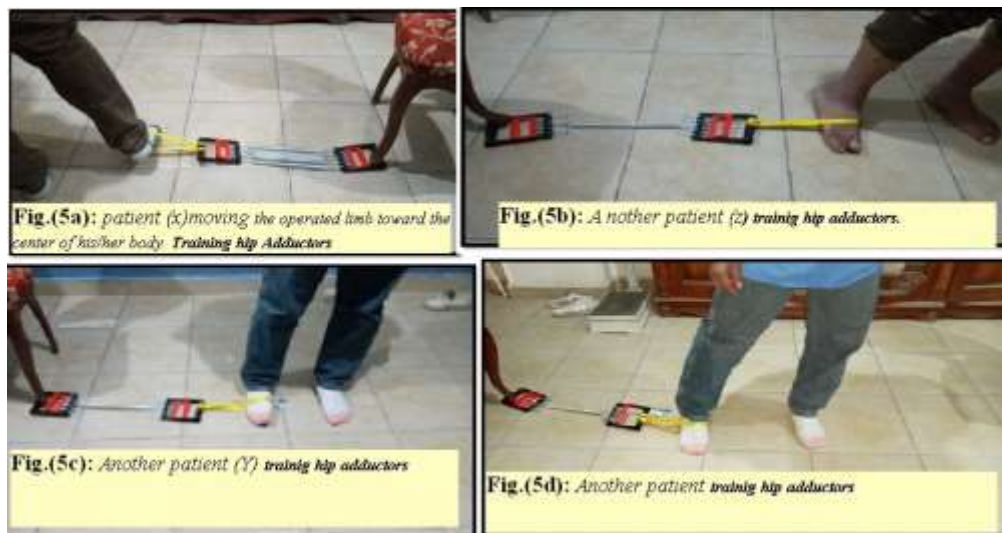 Fig.(5a): patient (x)moving the operated limb toward the
center of his/her body Training hip Adductors
Fig.(5b): A nother patient (z) trainig hip adductors.
Fig.(5c): Another patient (Y) trainig hip adductors
Fig.(5d): Another patient trainig hip adductors